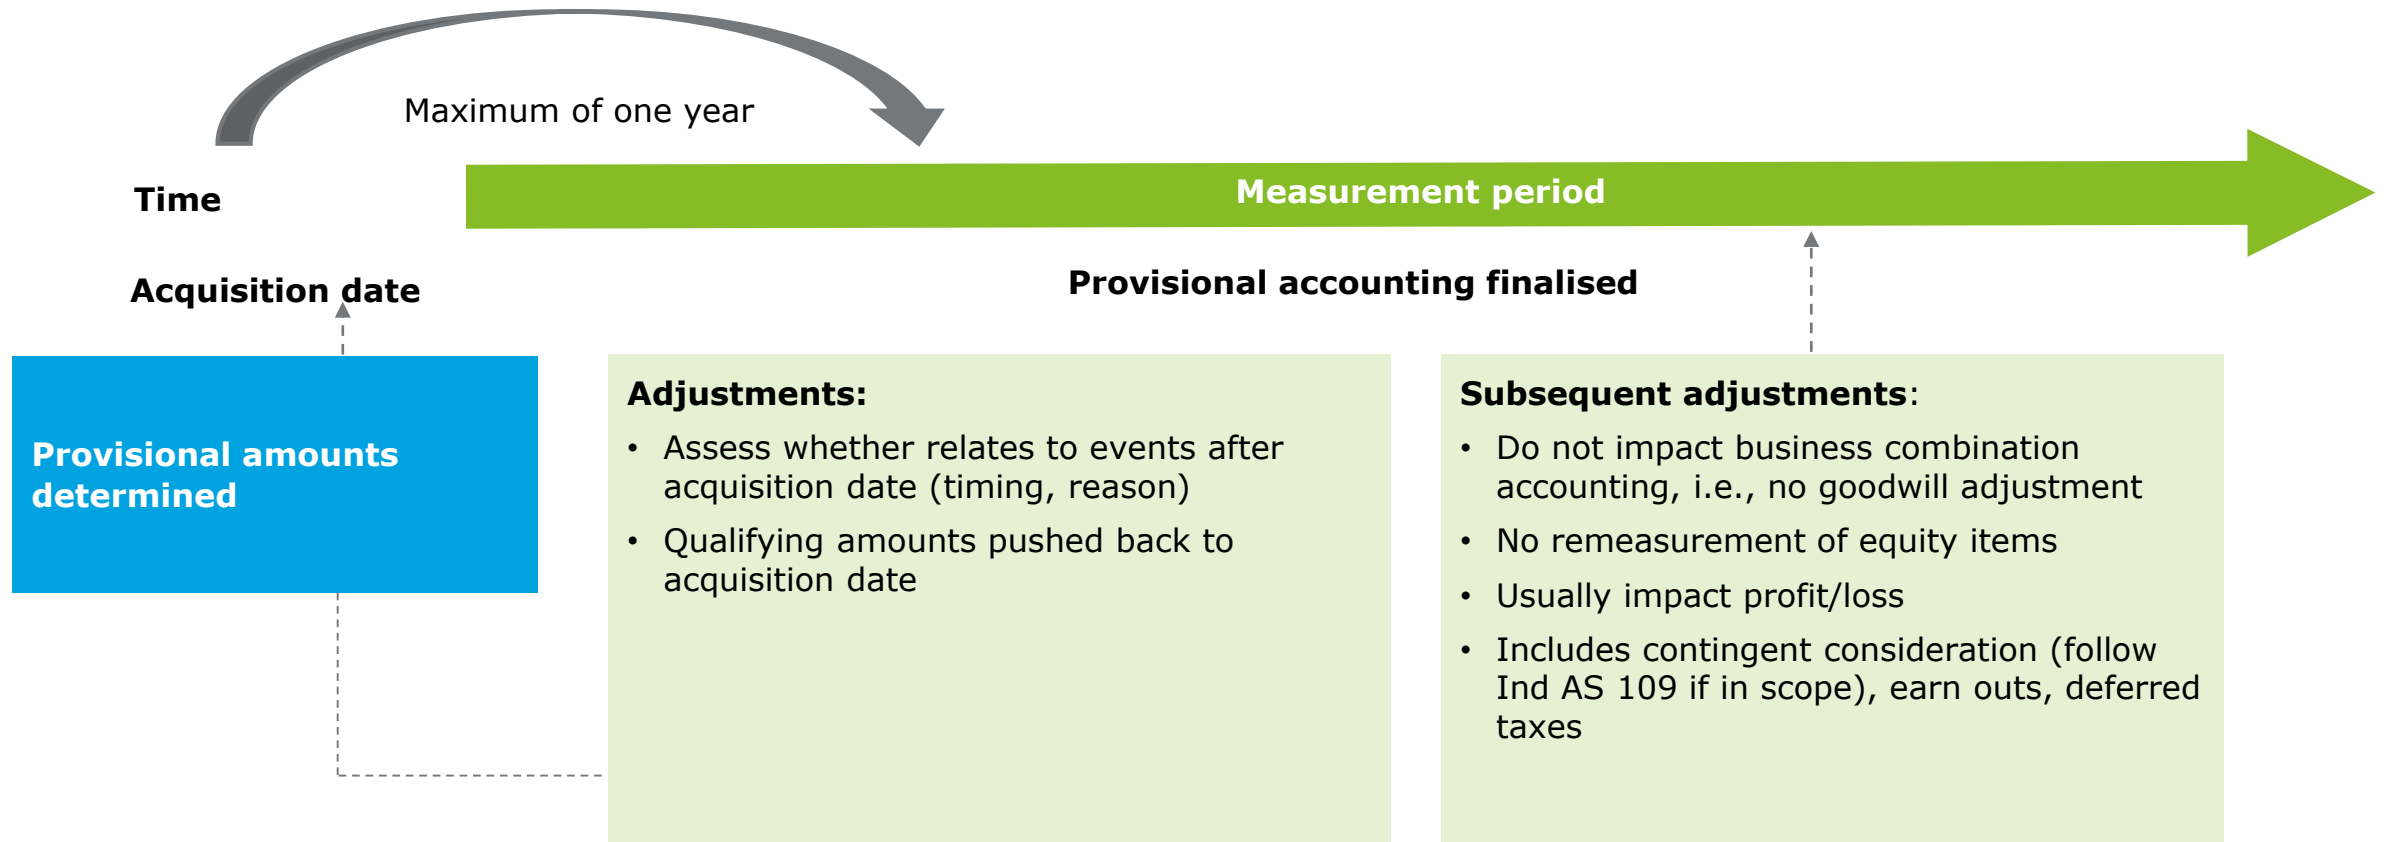 Maximum of one year
Time
Measurement period
Acquisition date
Provisional accounting finalised
Provisional amounts
determined
Adjustments:
• Assess whether relates to events after
acquisition date (timing, reason)
• Qualifying amounts pushed back to
acquisition date
Subsequent adjustments:
• Do not impact business combination
accounting, i.e., no goodwill adjustment
• No remeasurement of equity items
• Usually impact profit/loss
• Includes contingent consideration (follow
Ind AS 109 if in scope), earn outs, deferred
taxes